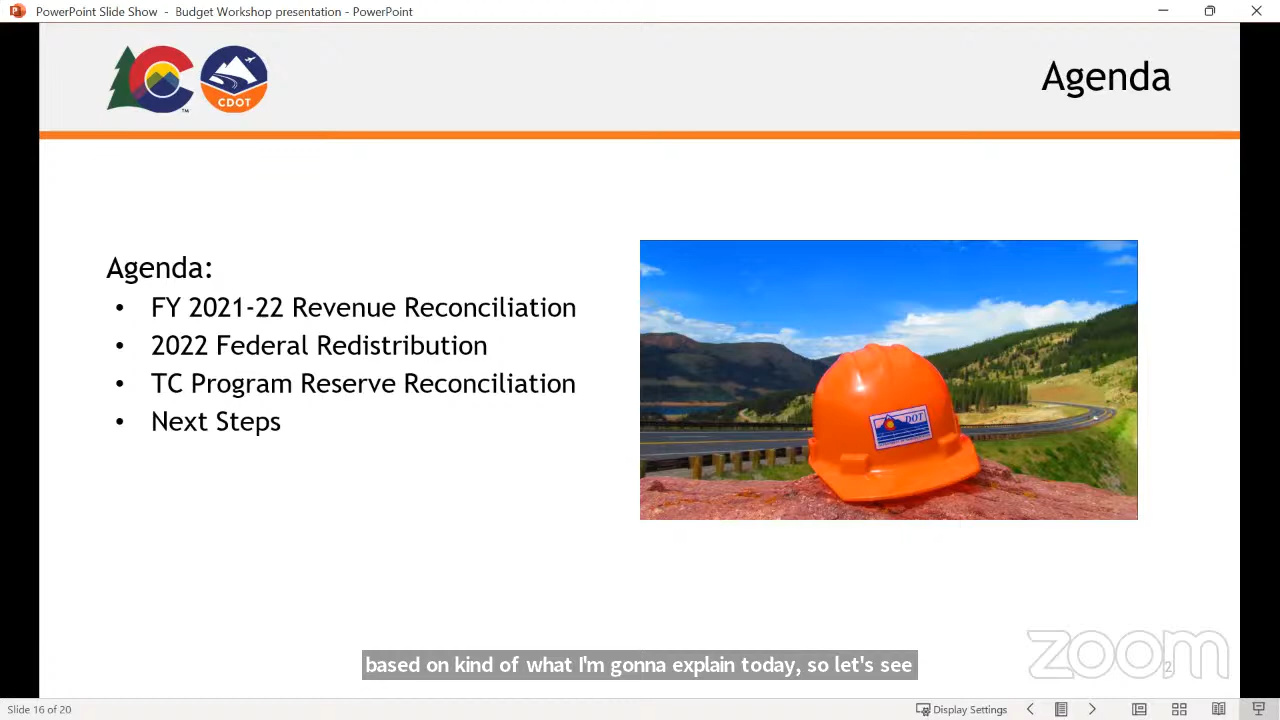 PowerPoint Slide Show - Budget Workshop presentation - PowerPoint
CDOT
TM
Agenda
Agenda:
• FY 2021-22 Revenue Reconciliation
• 2022 Federal Redistribution
• TC Program Reserve Reconciliation
• Next Steps
DOT
based on kind of what I'm gonna explain today, so let's see
zoom
2
Slide 16 of 20
Display Settings